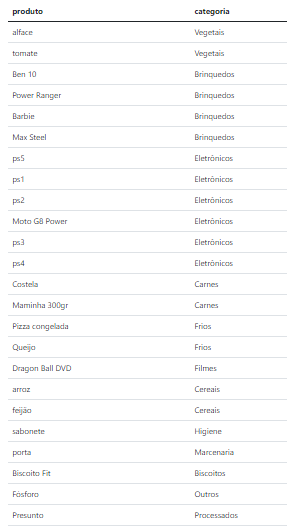 produto categoria
alface Vegetais
tomate Vegetais
Ben 10 Brinquedos
Power Ranger Brinquedos
Barbie Brinquedos
Max Steel Brinquedos
ps5 Eletrônicos
ps1 Eletrônicos
ps2 Eletrônicos
Moto G8 Power Eletrônicos
ps3 Eletrônicos
ps4 Eletrônicos
Costela Carnes
Maminha 300gr Carnes
Pizza congelada Frios
Queijo Frios
Dragon Ball DVD Filmes
arroz Cereais
feijão Cereais
sabonete Higiene
porta Marcenaria
Biscoito Fit Biscoitos
Fósforo Outros
Presunto Processados